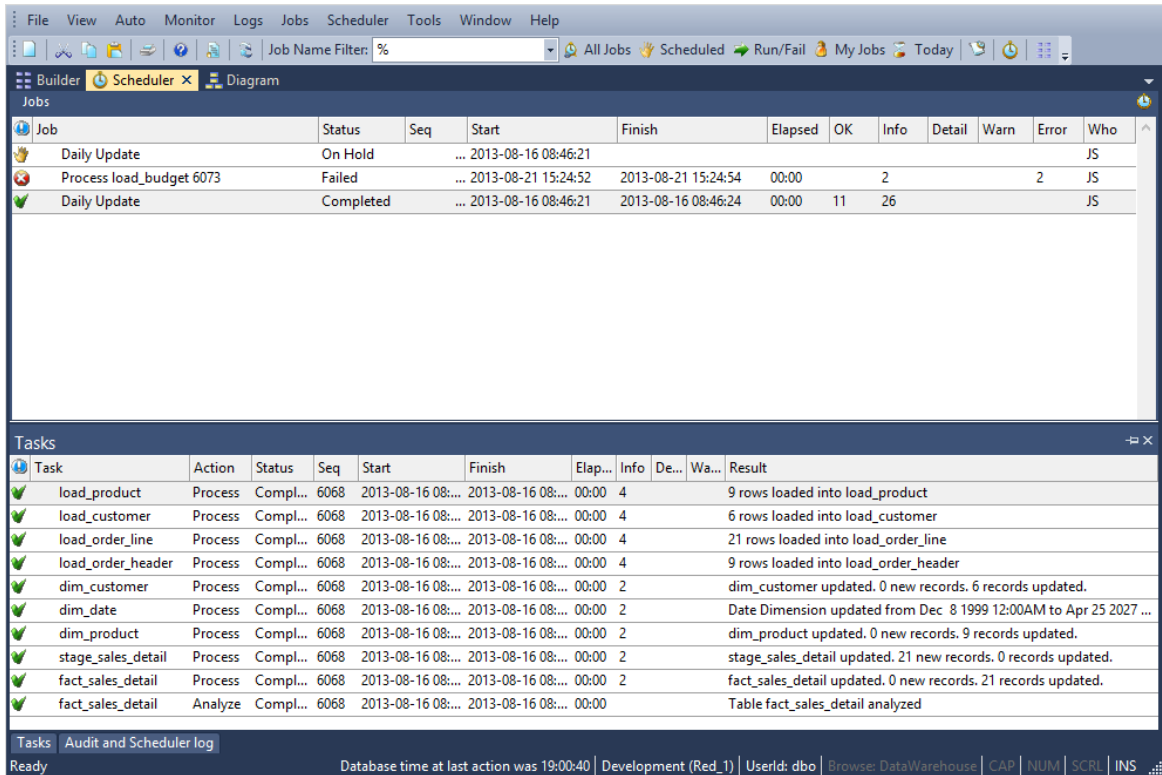 File View Auto Monitor Logs Jobs Scheduler Tools Window Help
Job Name Filter: % All Jobs Scheduled Run/Fail My Jobs Today
Builder Scheduler Diagram
Jobs
Job Status Seq Start Finish Elapsed OK Info Detail Warn Error Who
Daily Update On Hold ... 2013-08-16 08:46:21 JS
Process load_budget 6073 Failed ... 2013-08-21 15:24:52 2013-08-21 15:24:54 00:00 2 2 JS
Daily Update Completed ... 2013-08-16 08:46:21 2013-08-16 08:46:24 00:00 11 26 JS
Tasks
Task Action Status Seq Start Finish Elap... Info De... Wa... Result
load_product Process Compl... 6068 2013-08-16 08:... 2013-08-16 08:... 00:00 4 9 rows loaded into load_product
load_customer Process Compl... 6068 2013-08-16 08:... 2013-08-16 08:... 00:00 4 6 rows loaded into load_customer
load_order_line Process Compl... 6068 2013-08-16 08:... 2013-08-16 08:... 00:00 4 21 rows loaded into load_order_line
load_order_header Process Compl... 6068 2013-08-16 08:... 2013-08-16 08:... 00:00 4 9 rows loaded into load_order_header
dim_customer Process Compl... 6068 2013-08-16 08:... 2013-08-16 08:... 00:00 2 dim_customer updated. 0 new records. 6 records updated.
dim_date Process Compl... 6068 2013-08-16 08:... 2013-08-16 08:... 00:00 2 Date Dimension updated from Dec 8 1999 12:00AM to Apr 25 2027 ...
dim_product Process Compl... 6068 2013-08-16 08:... 2013-08-16 08:... 00:00 2 dim_product updated. 0 new records. 9 records updated.
stage_sales_detail Process Compl... 6068 2013-08-16 08:... 2013-08-16 08:... 00:00 2 stage_sales_detail updated. 21 new records. 0 records updated.
fact_sales_detail Process Compl... 6068 2013-08-16 08:... 2013-08-16 08:... 00:00 2 fact_sales_detail updated. 0 new records. 21 records updated.
fact_sales_detail Analyze Compl... 6068 2013-08-16 08:... 2013-08-16 08:... 00:00 Table fact_sales_detail analyzed
Tasks Audit and Scheduler log
Ready Database time at last action was 19:00:40 Development (Red_1) UserId: dbo Browse: DataWarehouse CAP NUM SCRL INS